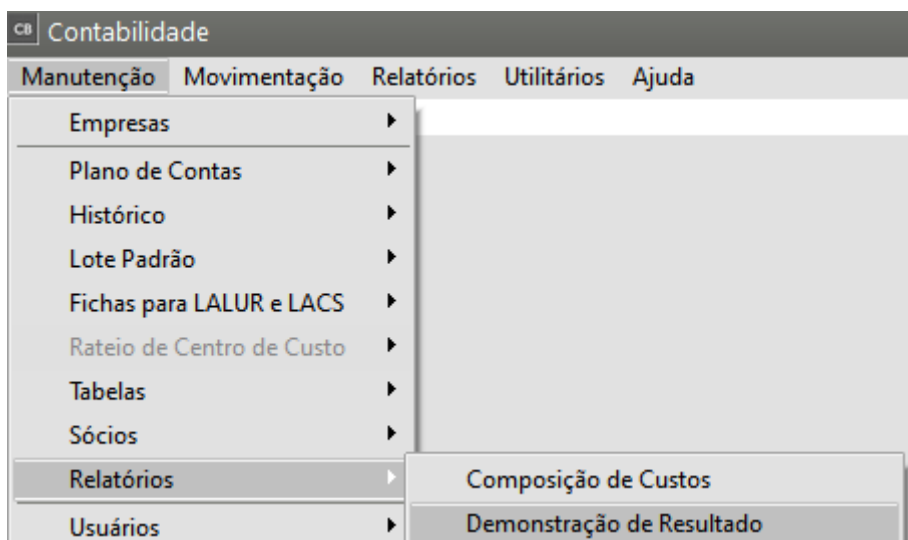 CB Contabilidade
Manutenção Movimentação Relatórios Utilitários Ajuda
Empresas
Plano de Contas
Histórico
Lote Padrão
Fichas para LALUR e LACS
Rateio de Centro de Custo
Tabelas
Sócios
Relatórios
Composição de Custos
Usuários
Demonstração de Resultado